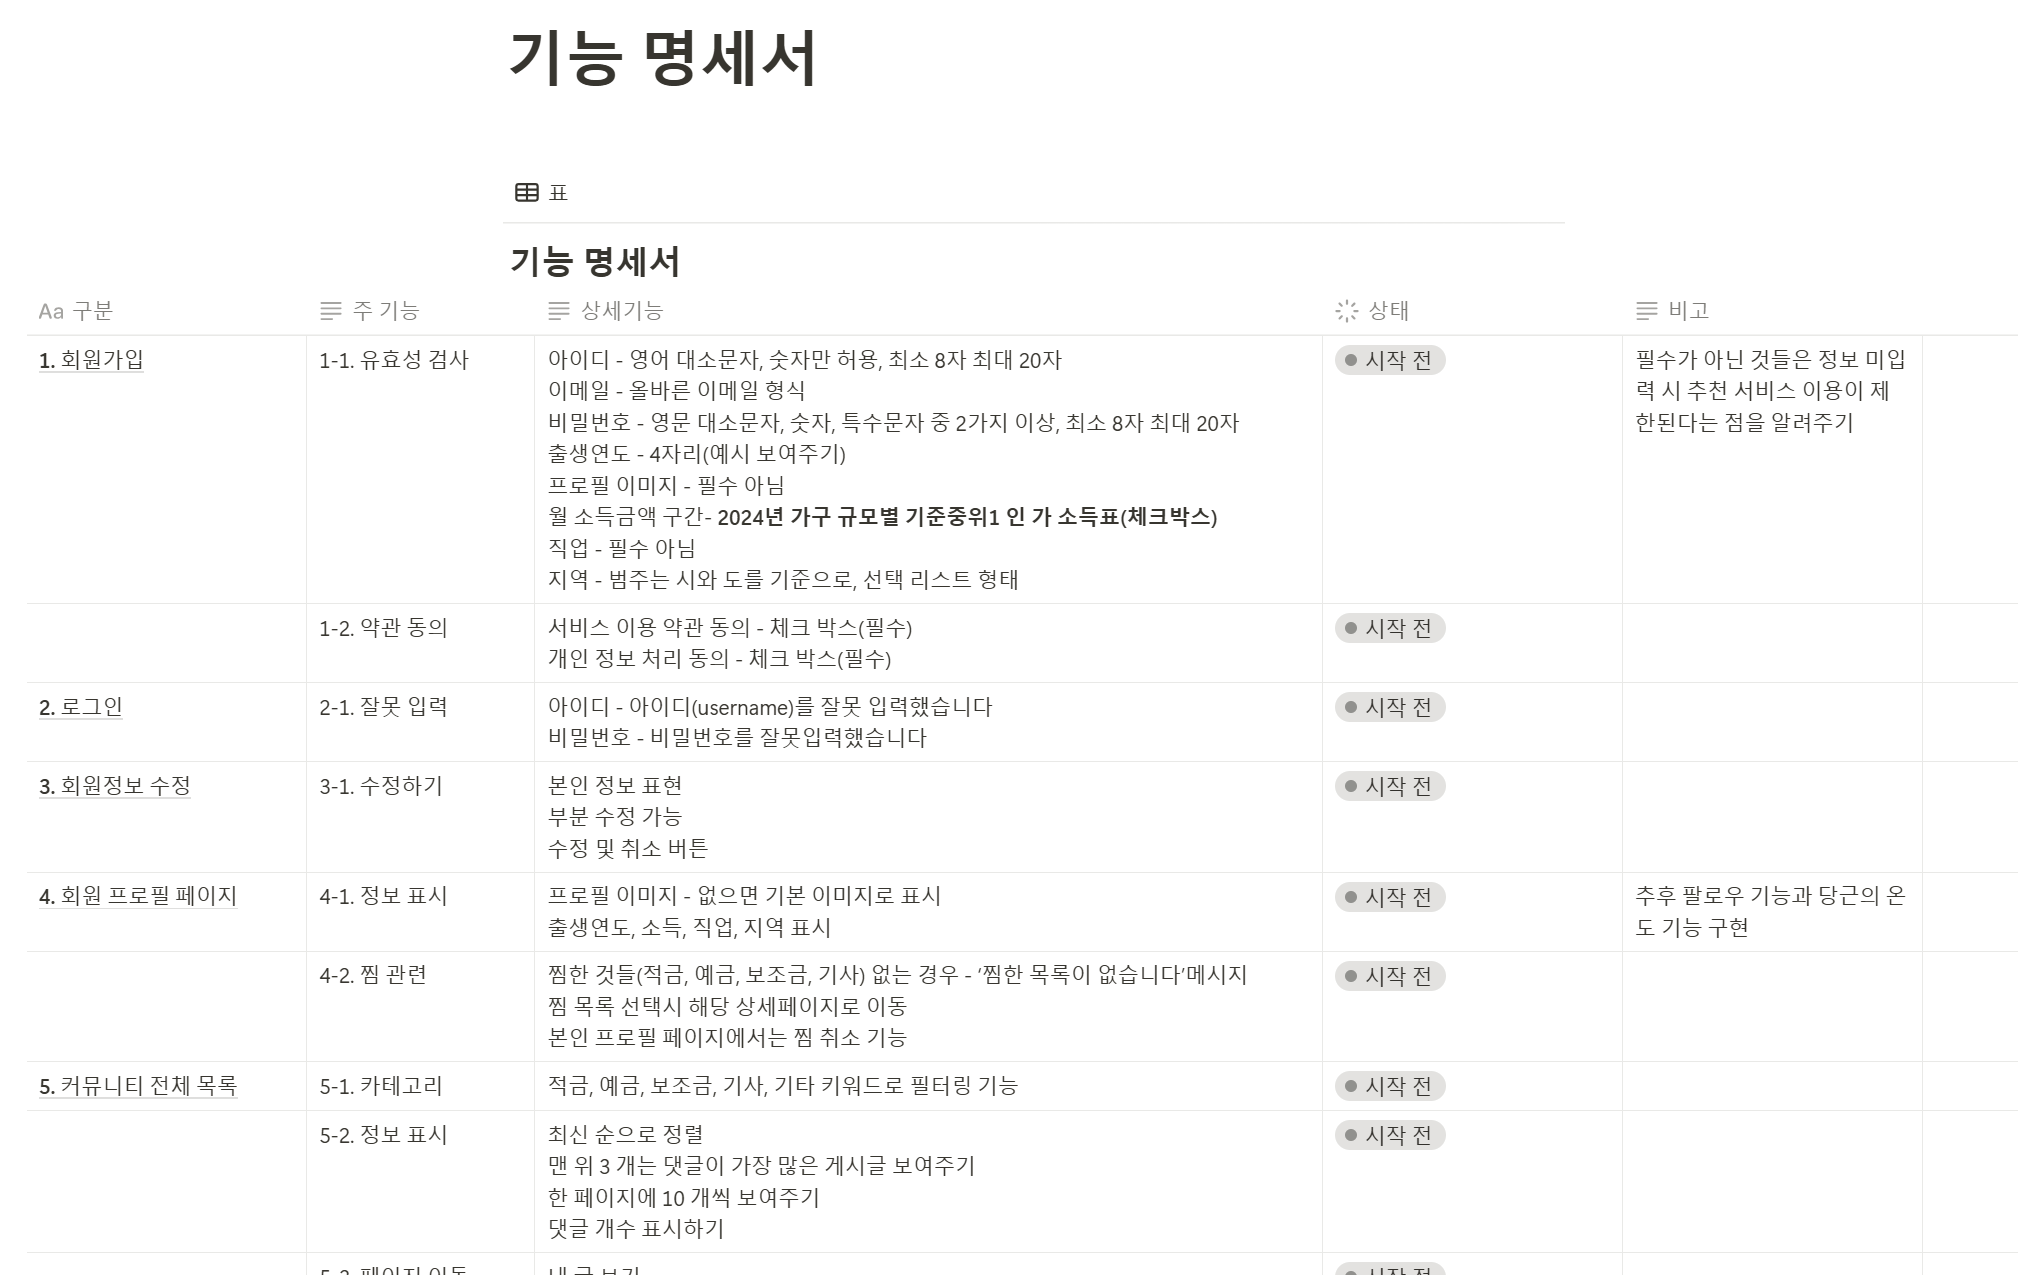 기능 명세서
표
기능 명세서
Aa 구분 주 기능 상세기능 상태 비고
1. 회원가입
1-1. 유효성 검사
아이디 - 영어 대소문자, 숫자만 허용, 최소 8자 최대 20자
이메일 - 올바른 이메일 형식
비밀번호 - 영문 대소문자, 숫자, 특수문자 중 2가지 이상, 최소 8자 최대 20자
출생연도 - 4자리(예시 보여주기)
프로필 이미지 - 필수 아님
월 소득금액 구간- 2024년 가구 규모별 기준중위1 인 가 소득표(체크박스)
직업 - 필수 아님
지역 - 범주는 시와 도를 기준으로, 선택 리스트 형태
시작 전
필수가 아닌 것들은 정보 미입
력 시 추천 서비스 이용이 제
한된다는 점을 알려주기
1-2. 약관 동의
서비스 이용 약관 동의 - 체크 박스(필수)
개인 정보 처리 동의 - 체크 박스(필수)
시작 전
2. 로그인
2-1. 잘못 입력
아이디 - 아이디(username)를 잘못 입력했습니다
비밀번호 - 비밀번호를 잘못입력했습니다
시작 전
3. 회원정보 수정
3-1. 수정하기
본인 정보 표현
부분 수정 가능
수정 및 취소 버튼
시작 전
4. 회원 프로필 페이지
4-1. 정보 표시
프로필 이미지 - 없으면 기본 이미지로 표시
출생연도, 소득, 직업, 지역 표시
시작 전
추후 팔로우 기능과 당근의 온
도 기능 구현
4-2. 찜 관련
찜한 것들(적금, 예금, 보조금, 기사) 없는 경우 - ‘찜한 목록이 없습니다’메시지
찜 목록 선택시 해당 상세페이지로 이동
본인 프로필 페이지에서는 찜 취소 기능
시작 전
5. 커뮤니티 전체 목록
5-1. 카테고리
적금, 예금, 보조금, 기사, 기타 키워드로 필터링 기능
시작 전
5-2. 정보 표시
최신 순으로 정렬
맨 위 3 개는 댓글이 가장 많은 게시글 보여주기
한 페이지에 10 개씩 보여주기
댓글 개수 표시하기
시작 전
5-3. 페이지 이동
내 글 보기
시작 전